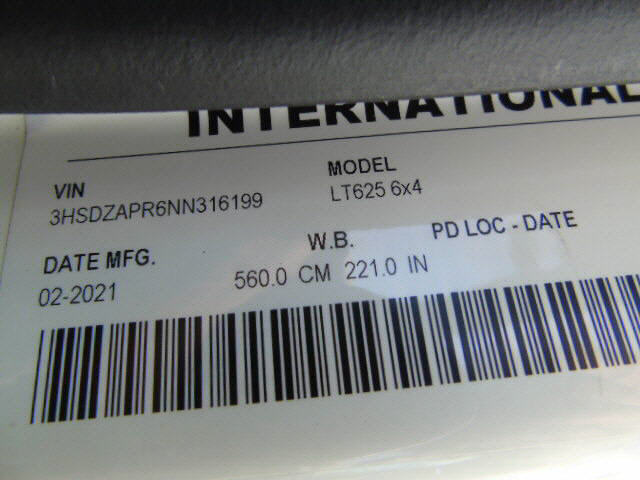 INTERNATIONAL
VIN
3HSDZAPR6NN316199
MODEL
LT625 6x4
DATE MFG.
02-2021
W.B.
560.0 CM 221.0 IN
PD LOC - DATE